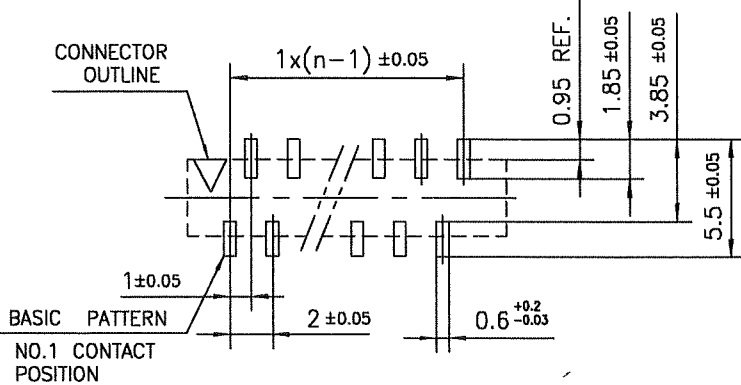 CONNECTOR
OUTLINE
1x(n-1) ±0.05
0.95 REF.
1.85 ±0.05
3.85 ±0.05
5.5 ±0.05
1±0.05
BASIC PATTERN
2 ±0.05
0.6 +0.2 -0.03
NO.1 CONTACT
POSITION